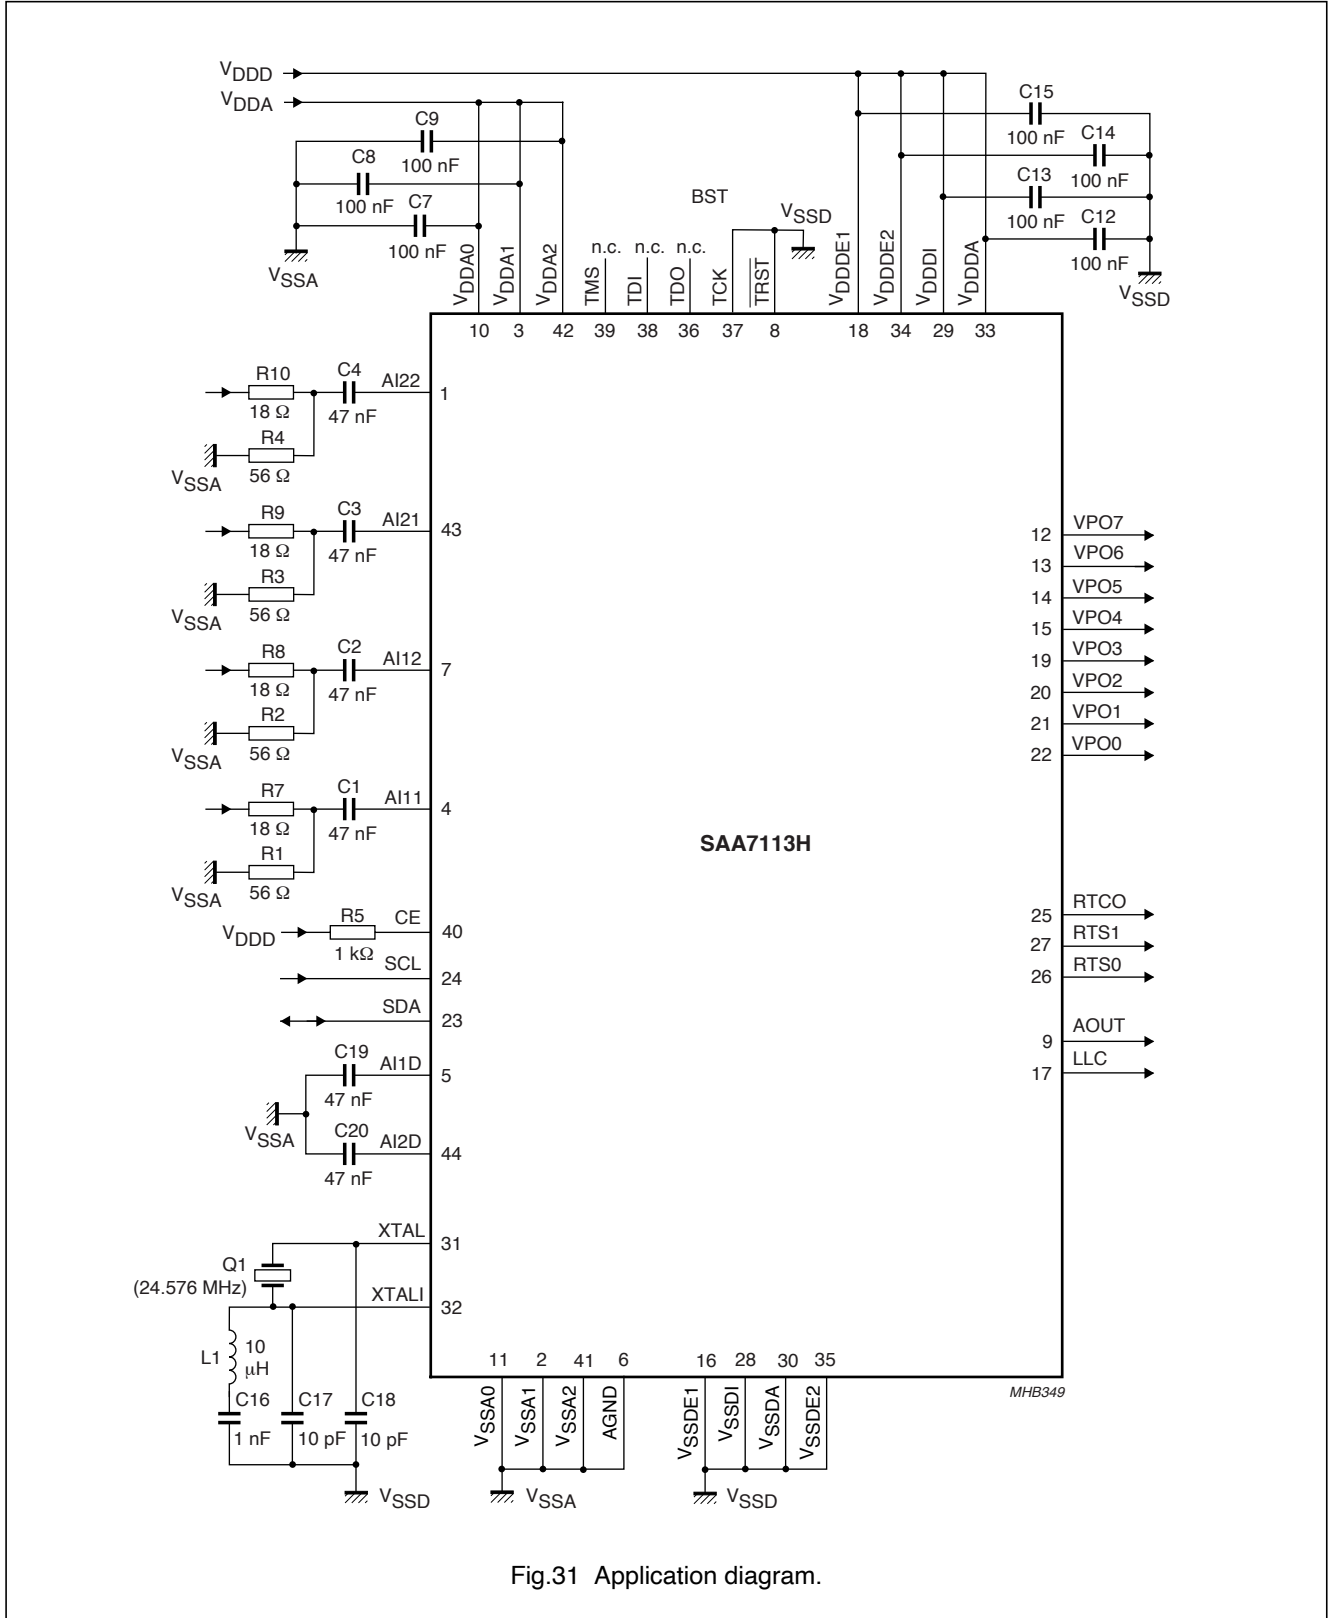 VDDD
VDDA
C9
100 nF
C8
100 nF
C7
100 nF
VSSA
VDDA0
VDDA1
VDDA2
BST
n.c. n.c. n.c.
TMS
TDI
TDO
TCK
TRST
VSSD
VDDDE1
VDDDE2
VDDDI
VDDDA
C15
100 nF
C14
100 nF
C13
100 nF
C12
100 nF
VSSD
10 3 42 39 38 36 37 8 18 34 29 33
R10
18 Ω
C4
47 nF
AI22
1
R4
56 Ω
VSSA
R9
18 Ω
C3
47 nF
AI21
43
R3
56 Ω
VSSA
R8
18 Ω
C2
47 nF
AI12
7
R2
56 Ω
VSSA
R7
18 Ω
C1
47 nF
AI11
4
R1
56 Ω
VSSA
VDDD
R5
1 kΩ
CE
40
SCL
24
SDA
23
C19
47 nF
AI1D
5
VSSA
C20
47 nF
AI2D
44
XTAL
31
Q1
(24.576 MHz)
XTALI
32
L1
10
μH
C16
1 nF
C17
10 pF
C18
10 pF
VSSD
SAA7113H
12 VPO7
13 VPO6
14 VPO5
15 VPO4
19 VPO3
20 VPO2
21 VPO1
22 VPO0
25 RTCO
27 RTS1
26 RTS0
9 AOUT
17 LLC
11 2 41 6 16 28 30 35
VSSA0
VSSA1
VSSA2
AGND
VSSDE1
VSSDI
VSSDA
VSSDE2
VSSA
VSSD
MHB349
Fig.31 Application diagram.